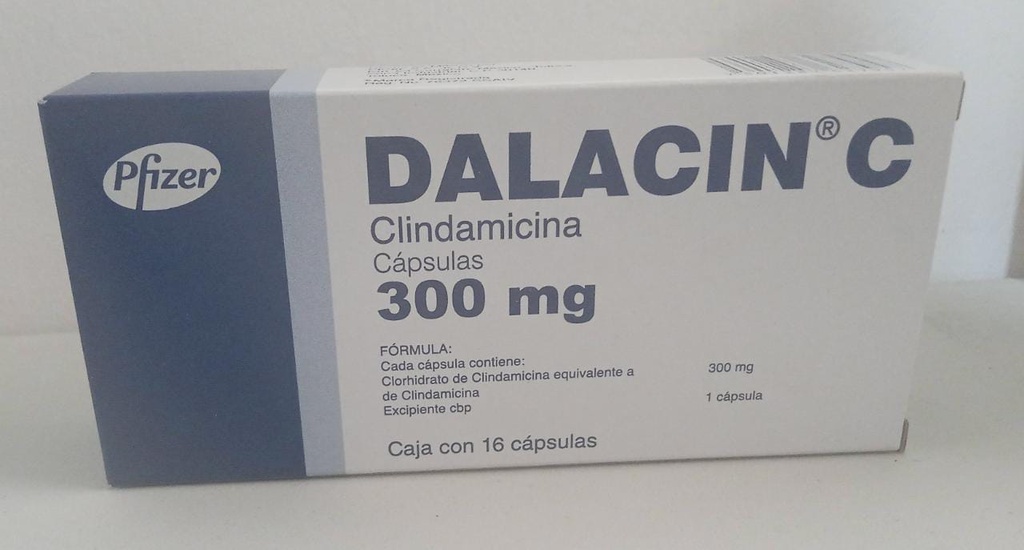 Pfizer
DALACIN® C
Clindamicina
Cápsulas
300 mg
FÓRMULA:
Cada cápsula contiene:
Clorhidrato de Clindamicina equivalente a 300 mg
de Clindamicina
Excipiente cbp 1 cápsula
Caja con 16 cápsulas